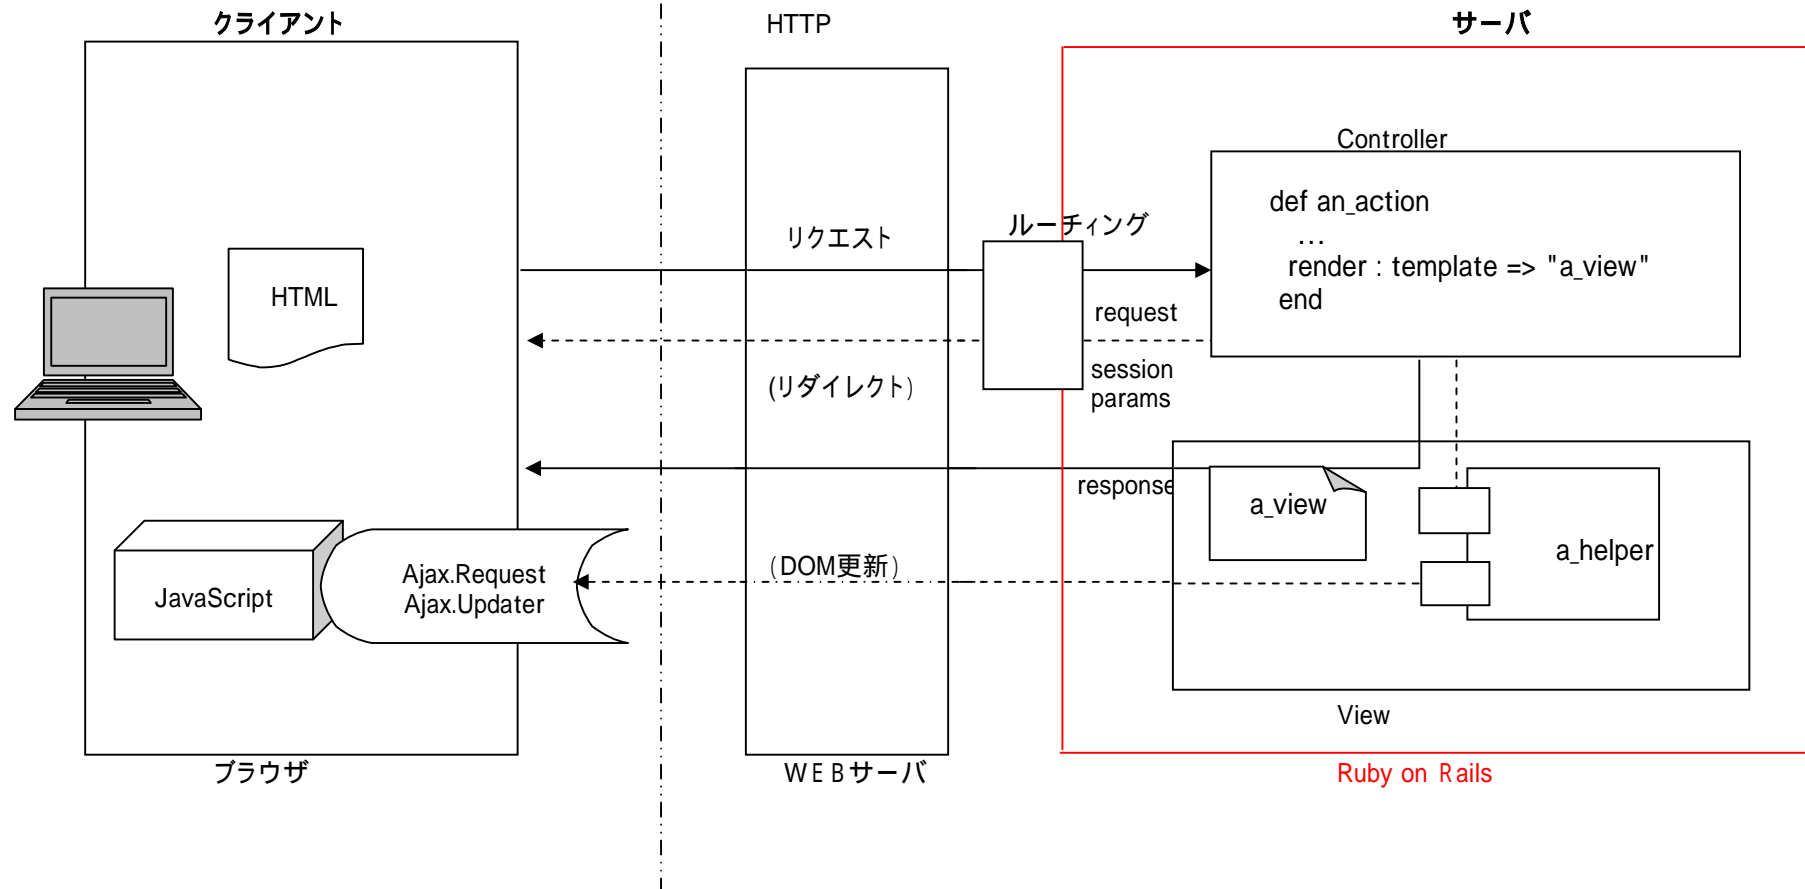 クライアント
HTTP
サーバ
Controller
def an_action
...
render : template => "a_view"
end
ルーチィング
リクエスト
HTML
request
(リダイレクト)
session
params
response
a_view
a_helper
(DOM更新)
JavaScript
Ajax.Request
Ajax.Updater
View
ブラウザ
WEBサーバ
Ruby on Rails